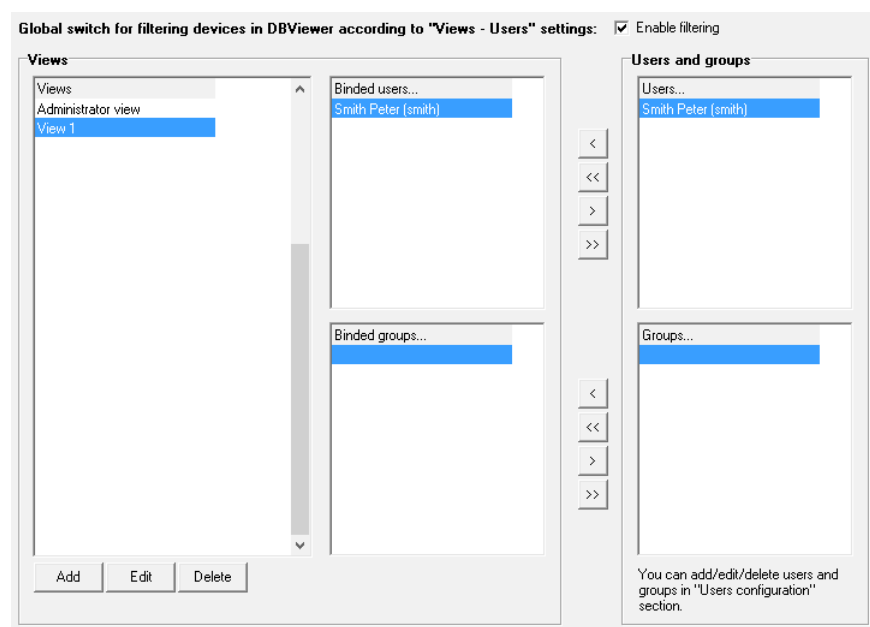 Global switch for filtering devices in DBViewer according to "Views - Users" settings: Enable filtering
Views
Views
Administrator view
View 1
Add Edit Delete
Binded users...
Smith Peter (smith)
Binded groups...
<
<<
>
>>
<
<<
>
>>
Users and groups
Users...
Smith Peter (smith)
Groups...
You can add/edit/delete users and
groups in "Users configuration"
section.